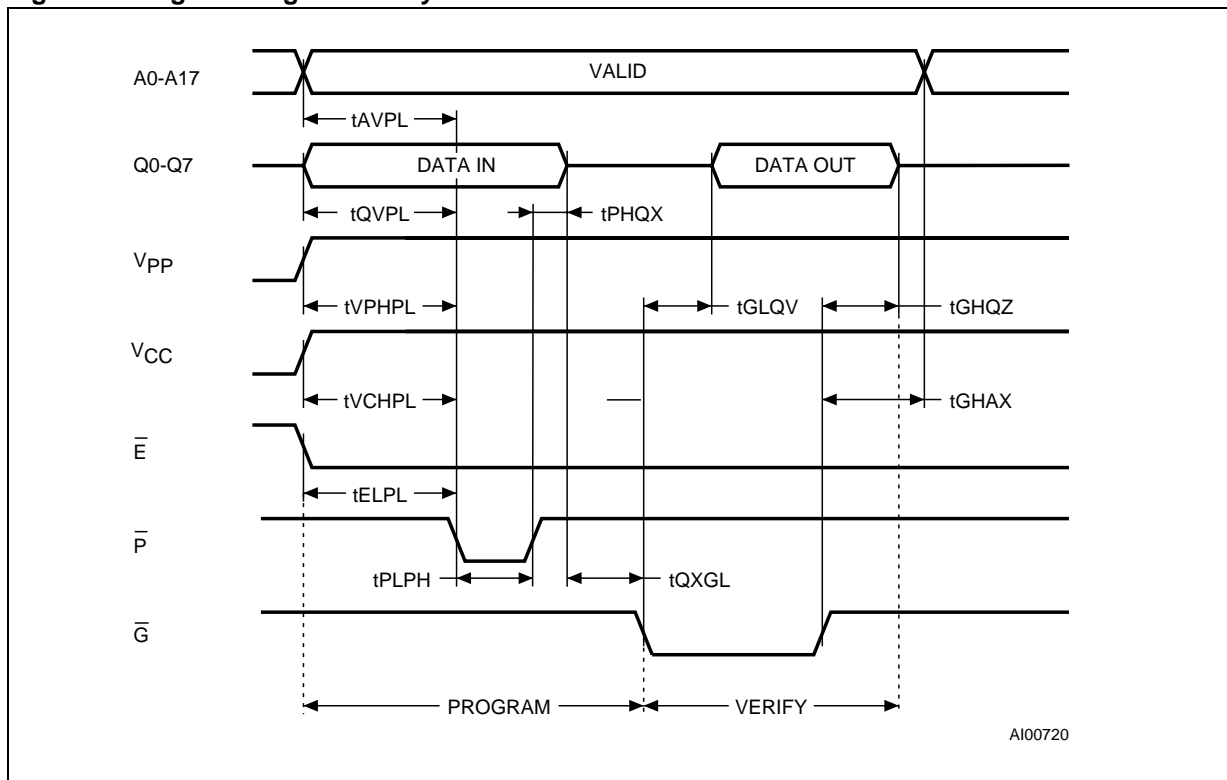 A0-A17
VALID
tAVPL
Q0-Q7
DATA IN
DATA OUT
tQVPL
tPHQX
VPP
tVPHPL
tGLQV
tGHQZ
VCC
tVCHPL
tGHAX
E̅
tELPL
P̅
tPLPH
tQXGL
G̅
PROGRAM
VERIFY
AI00720